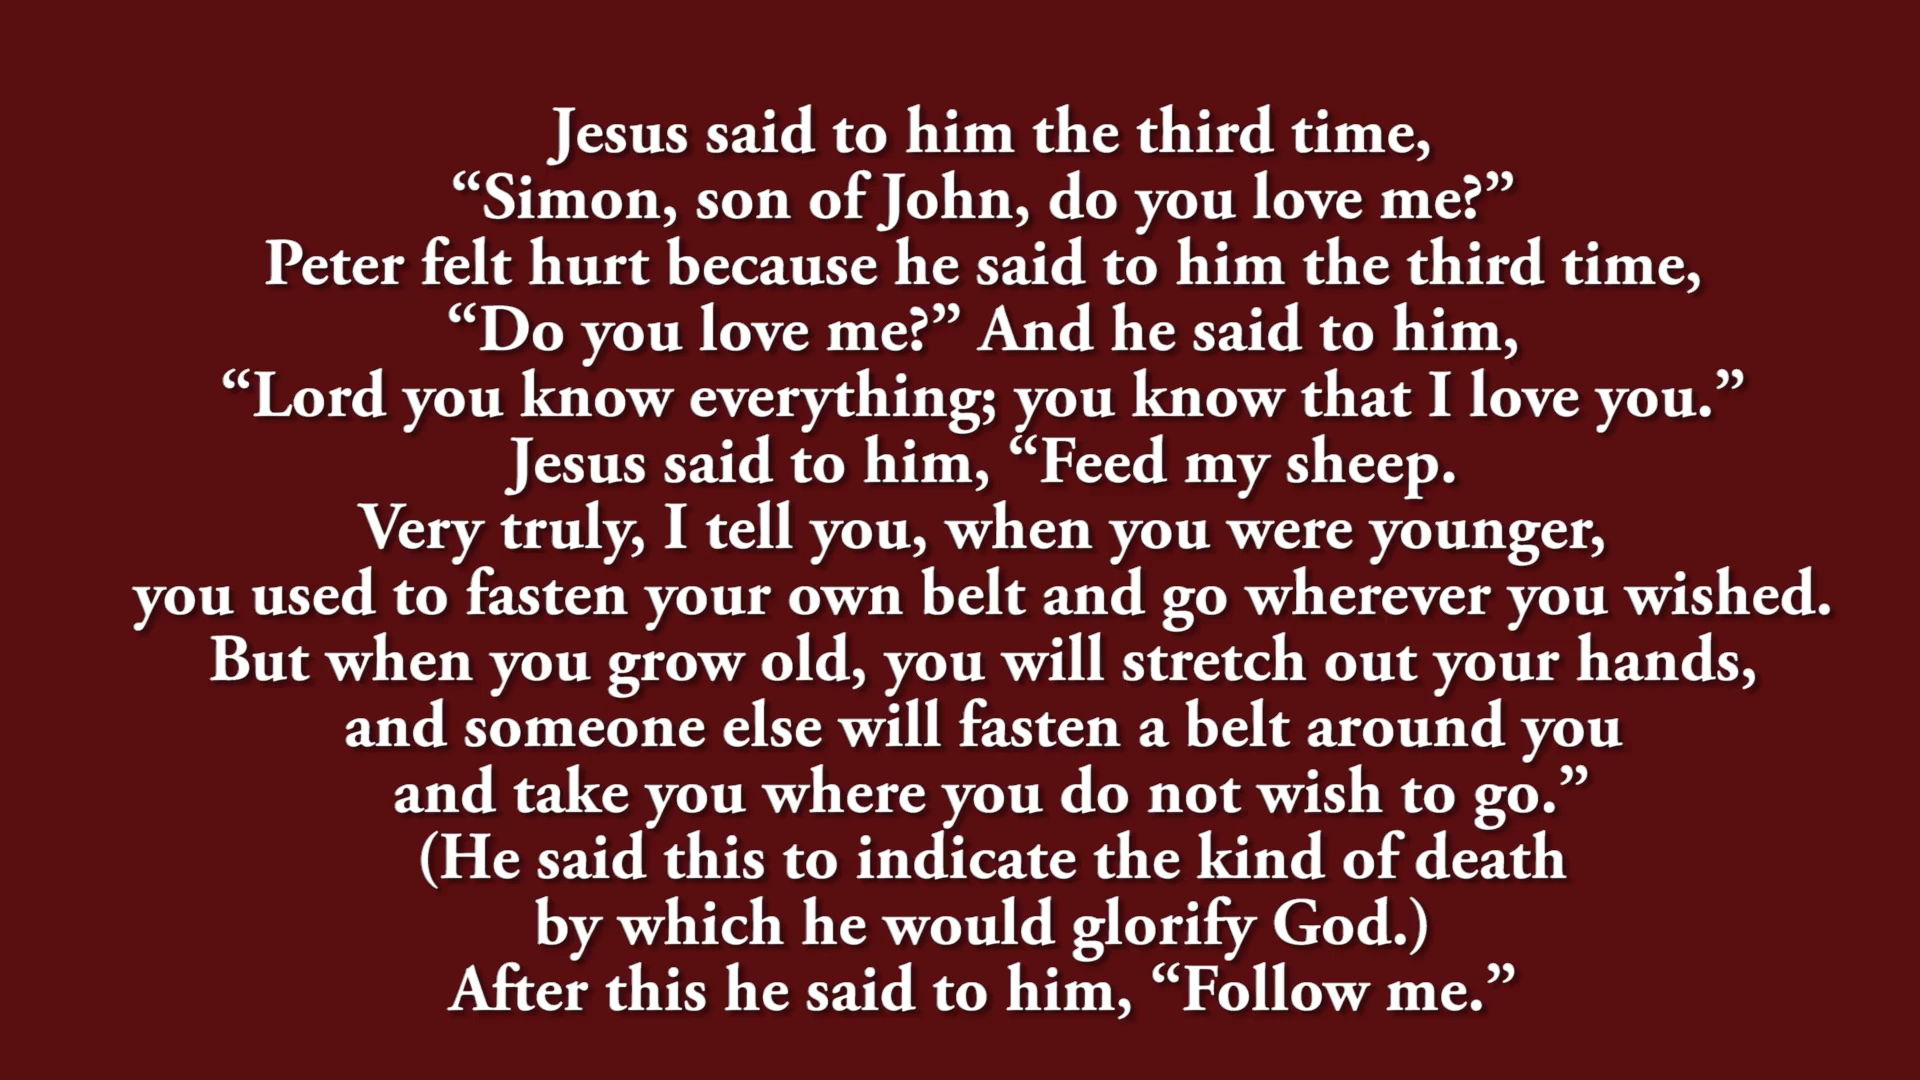 Jesus said to him the third time,
“Simon, son of John, do you love me?”
Peter felt hurt because he said to him the third time,
“Do you love me?” And he said to him,
“Lord you know everything; you know that I love you.”
Jesus said to him, “Feed my sheep.
Very truly, I tell you, when you were younger,
you used to fasten your own belt and go wherever you wished.
But when you grow old, you will stretch out your hands,
and someone else will fasten a belt around you
and take you where you do not wish to go.”
(He said this to indicate the kind of death
by which he would glorify God.)
After this he said to him, “Follow me.”